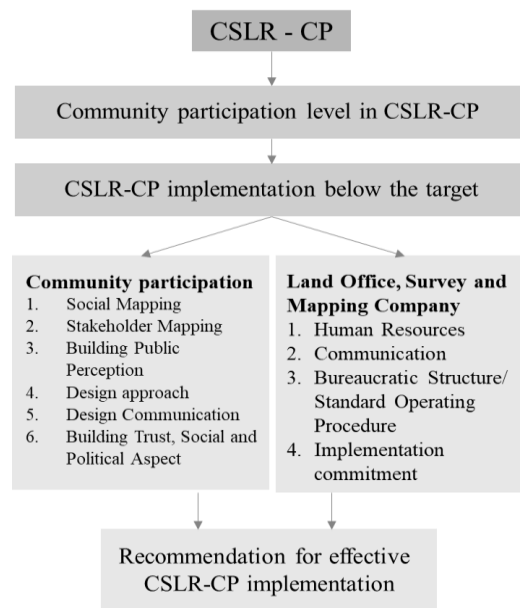 CSLR - CP
Community participation level in CSLR-CP
CSLR-CP implementation below the target
Community participation
1. Social Mapping
2. Stakeholder Mapping
3. Building Public
Perception
4. Design approach
5. Design Communication
6. Building Trust, Social and
Political Aspect
Land Office, Survey and
Mapping Company
1. Human Resources
2. Communication
3. Bureaucratic Structure/
Standard Operating
Procedure
4. Implementation
commitment
Recommendation for effective
CSLR-CP implementation